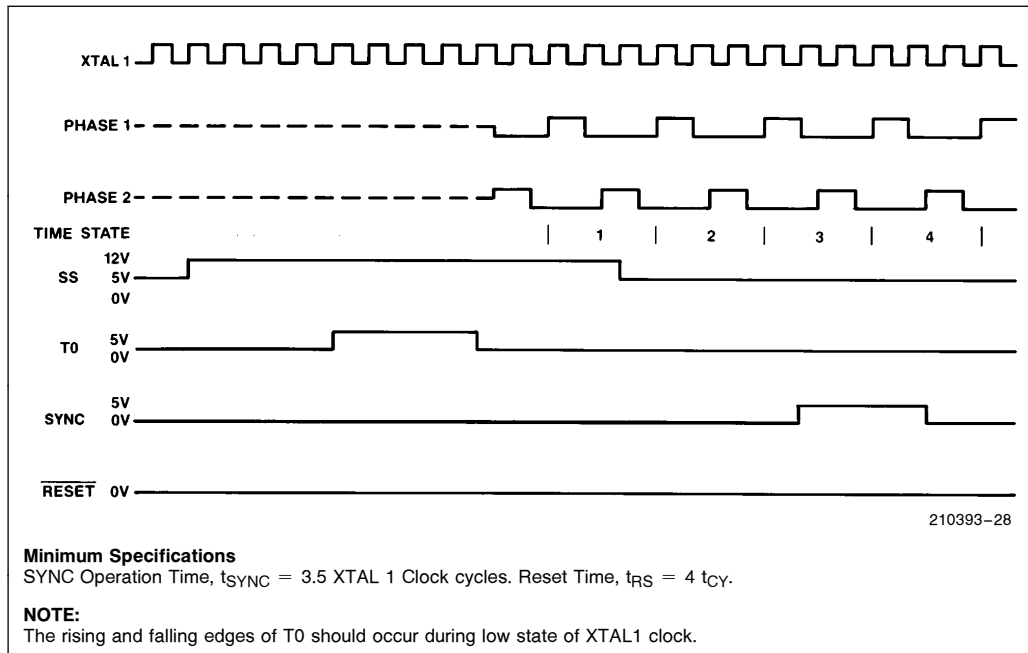 XTAL 1
PHASE 1
PHASE 2
TIME STATE | 1 | 2 | 3 | 4 |
12V
SS 5V
0V
5V
T0 0V
5V
SYNC 0V
RESET 0V
210393–28
Minimum Specifications
SYNC Operation Time, tSYNC = 3.5 XTAL 1 Clock cycles. Reset Time, tRS = 4 tCY.
NOTE:
The rising and falling edges of T0 should occur during low state of XTAL1 clock.